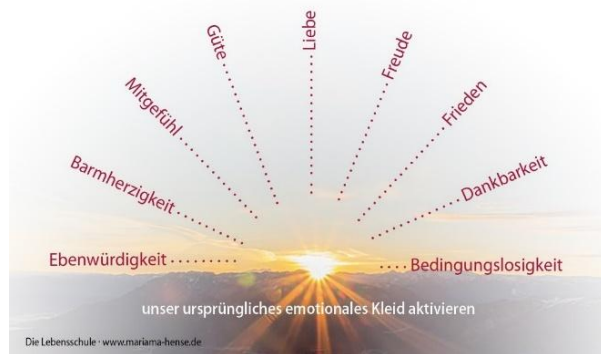 Ebenwürdigkeit
Barmherzigkeit
Mitgefühl
Güte
Liebe
Freude
Frieden
Dankbarkeit
Bedingungslosigkeit
unser ursprüngliches emotionales Kleid aktivieren
Die Lebensschule · www.mariama-hense.de